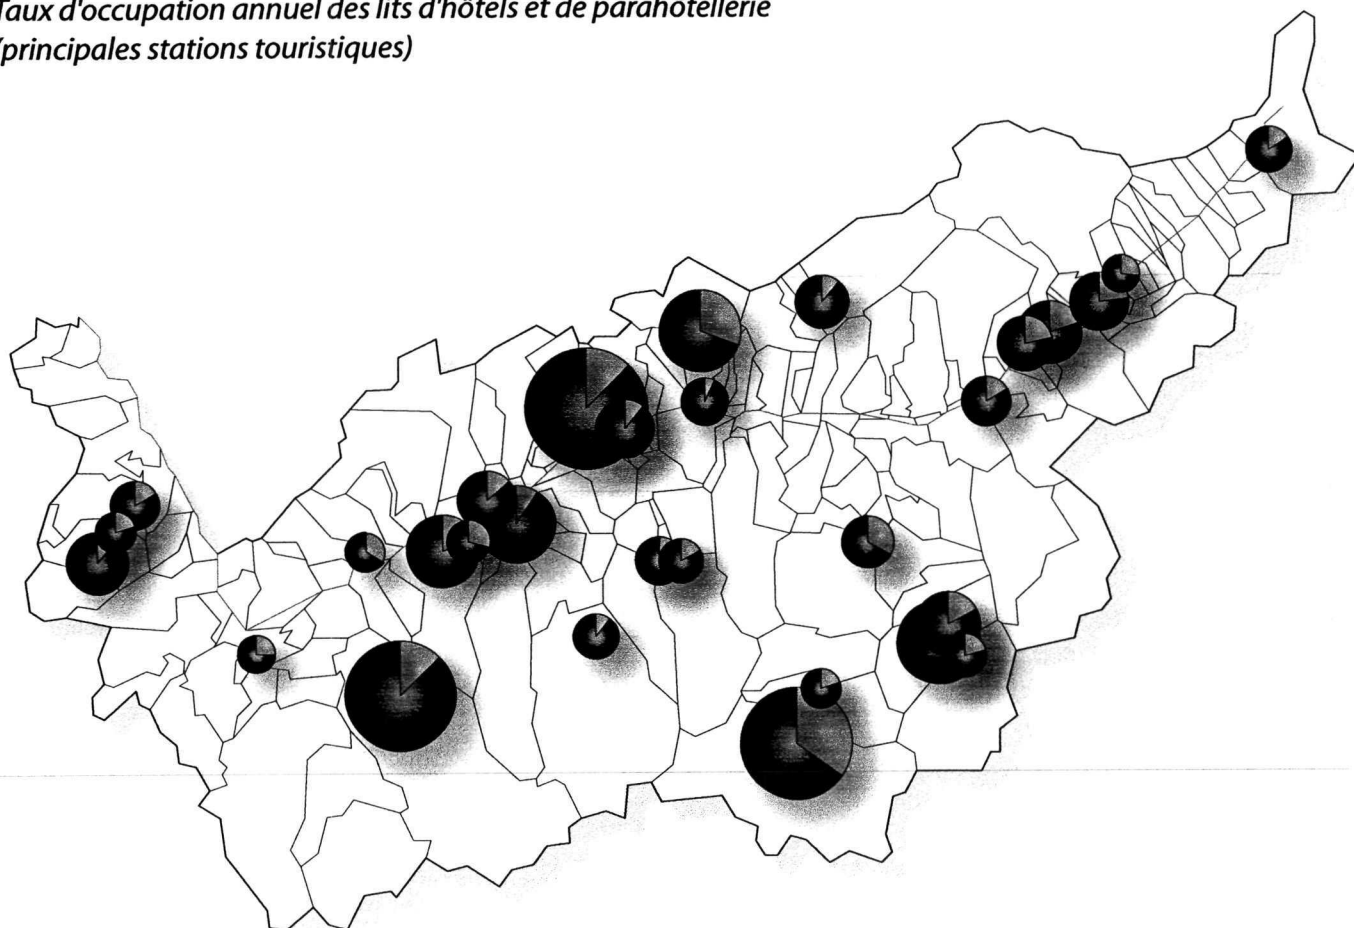 Taux d'occupation annuel des lits d'hôtels et de parahôtellerie
(principales stations touristiques)